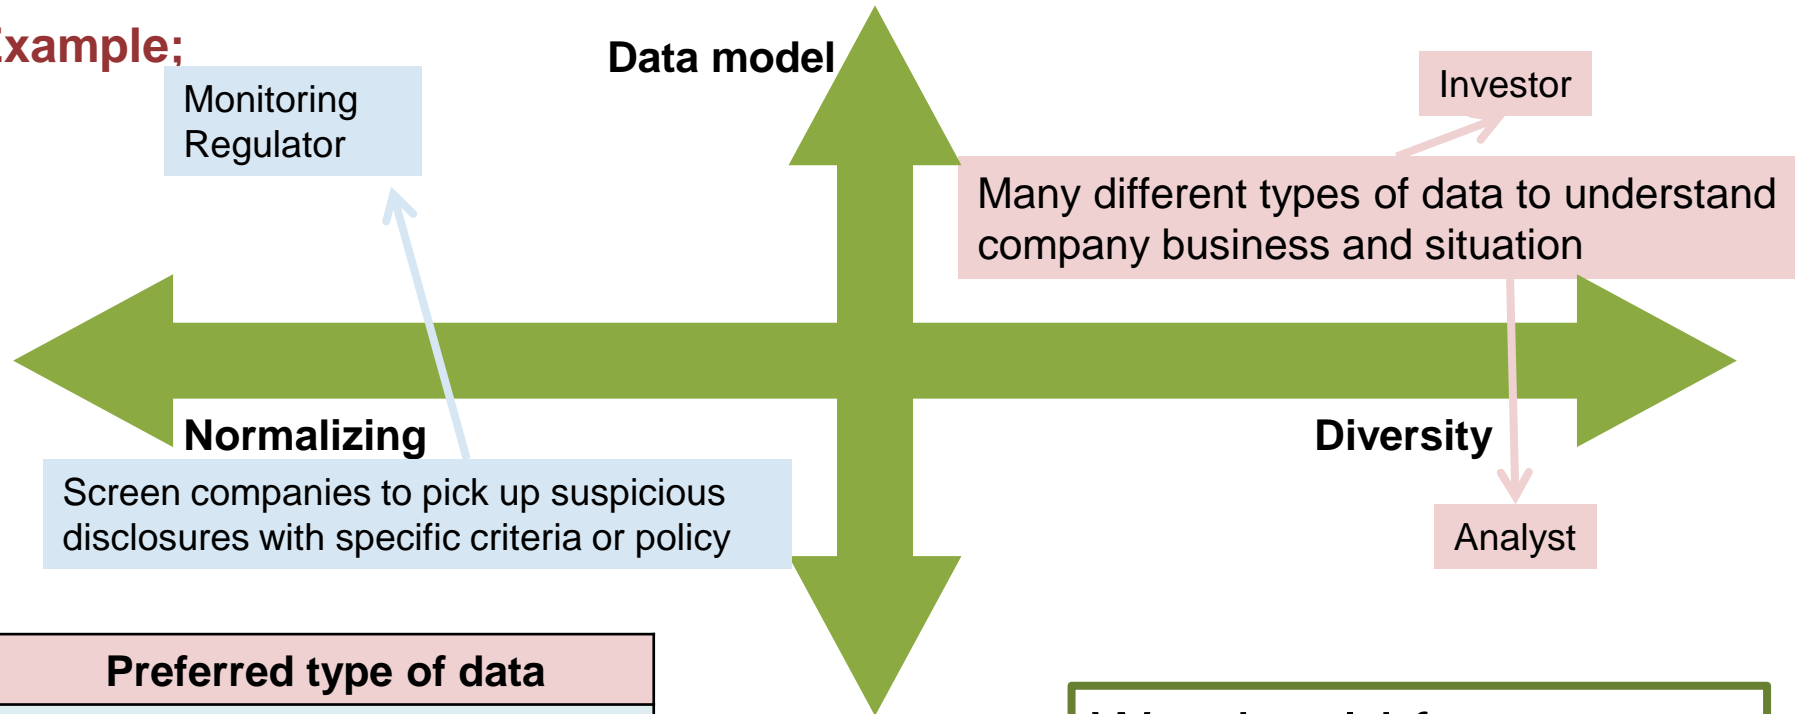 Example;
Data model
Monitoring
Regulator
Investor
Many different types of data to understand
company business and situation
Normalizing
Diversity
Screen companies to pick up suspicious
disclosures with specific criteria or policy
Analyst
Preferred type of data